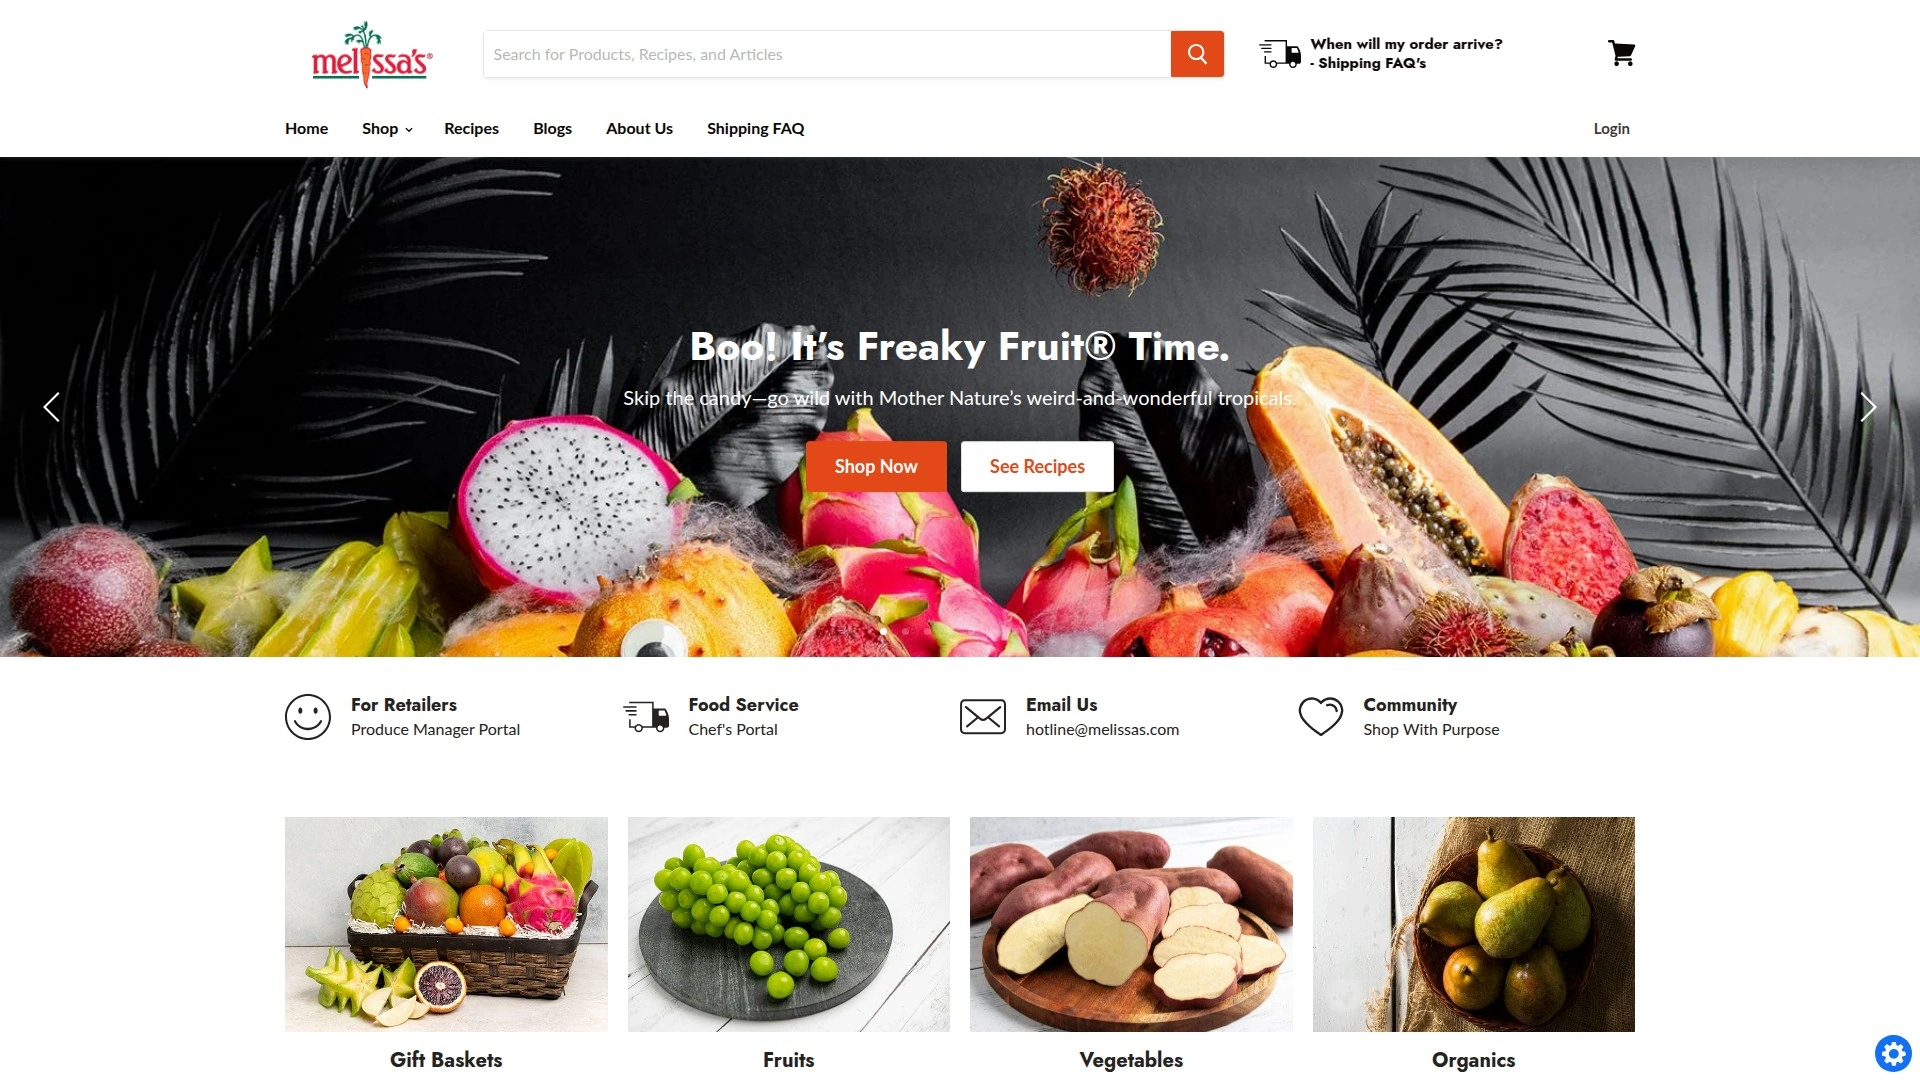 melissa's®
Search for Products, Recipes, and Articles
When will my order arrive?
- Shipping FAQ's
Home
Shop
Recipes
Blogs
About Us
Shipping FAQ
Login
Boo! It’s Freaky Fruit® Time.
Skip the candy—go wild with Mother Nature’s weird-and-wonderful tropicals.
Shop Now
See Recipes
For Retailers
Produce Manager Portal
Food Service
Chef's Portal
Email Us
hotline@melissas.com
Community
Shop With Purpose
Gift Baskets
Fruits
Vegetables
Organics